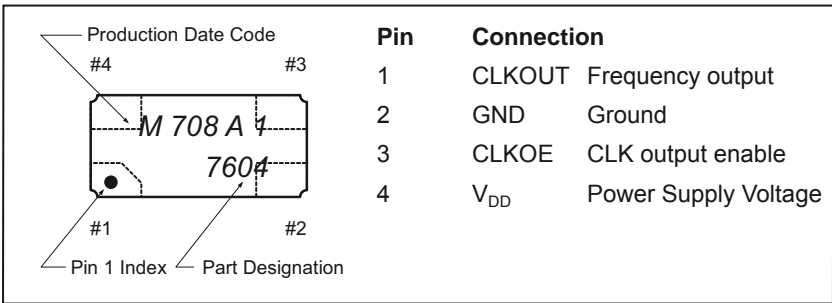 Production Date Code
#4 #3
M 708 A 1
7604
#1 #2
Pin 1 Index Part Designation
Pin Connection
1 CLKOUT Frequency output
2 GND Ground
3 CLKOE CLK output enable
4 VDD Power Supply Voltage